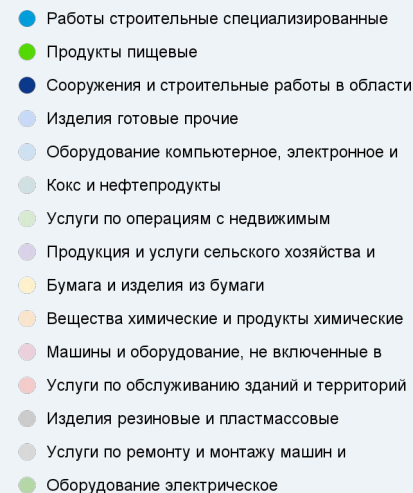 Работы строительные специализированные
Продукты пищевые
Сооружения и строительные работы в области
Изделия готовые прочие
Оборудование компьютерное, электронное и
Кокс и нефтепродукты
Услуги по операциям с недвижимым
Продукция и услуги сельского хозяйства и
Бумага и изделия из бумаги
Вещества химические и продукты химические
Машины и оборудование, не включенные в
Услуги по обслуживанию зданий и территорий
Изделия резиновые и пластмассовые
Услуги по ремонту и монтажу машин и
Оборудование электрическое